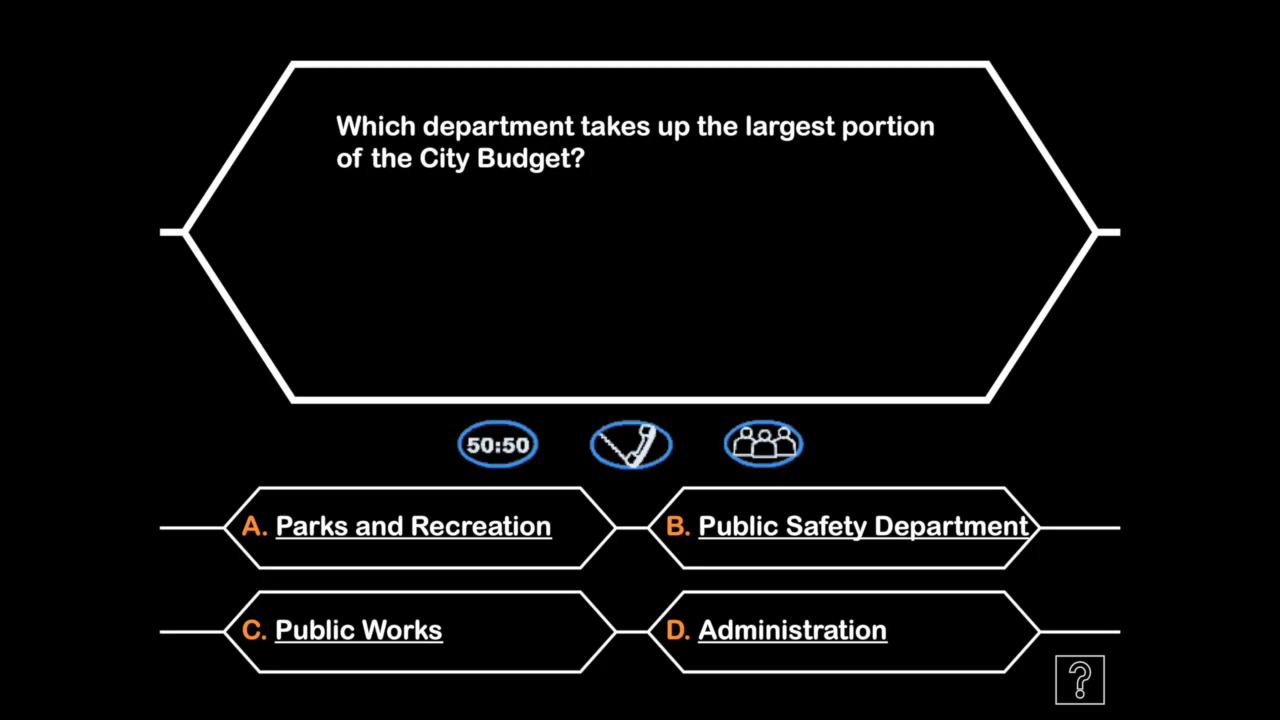 Which department takes up the largest portion
of the City Budget?
50:50
A. Parks and Recreation
B. Public Safety Department
C. Public Works
D. Administration
?